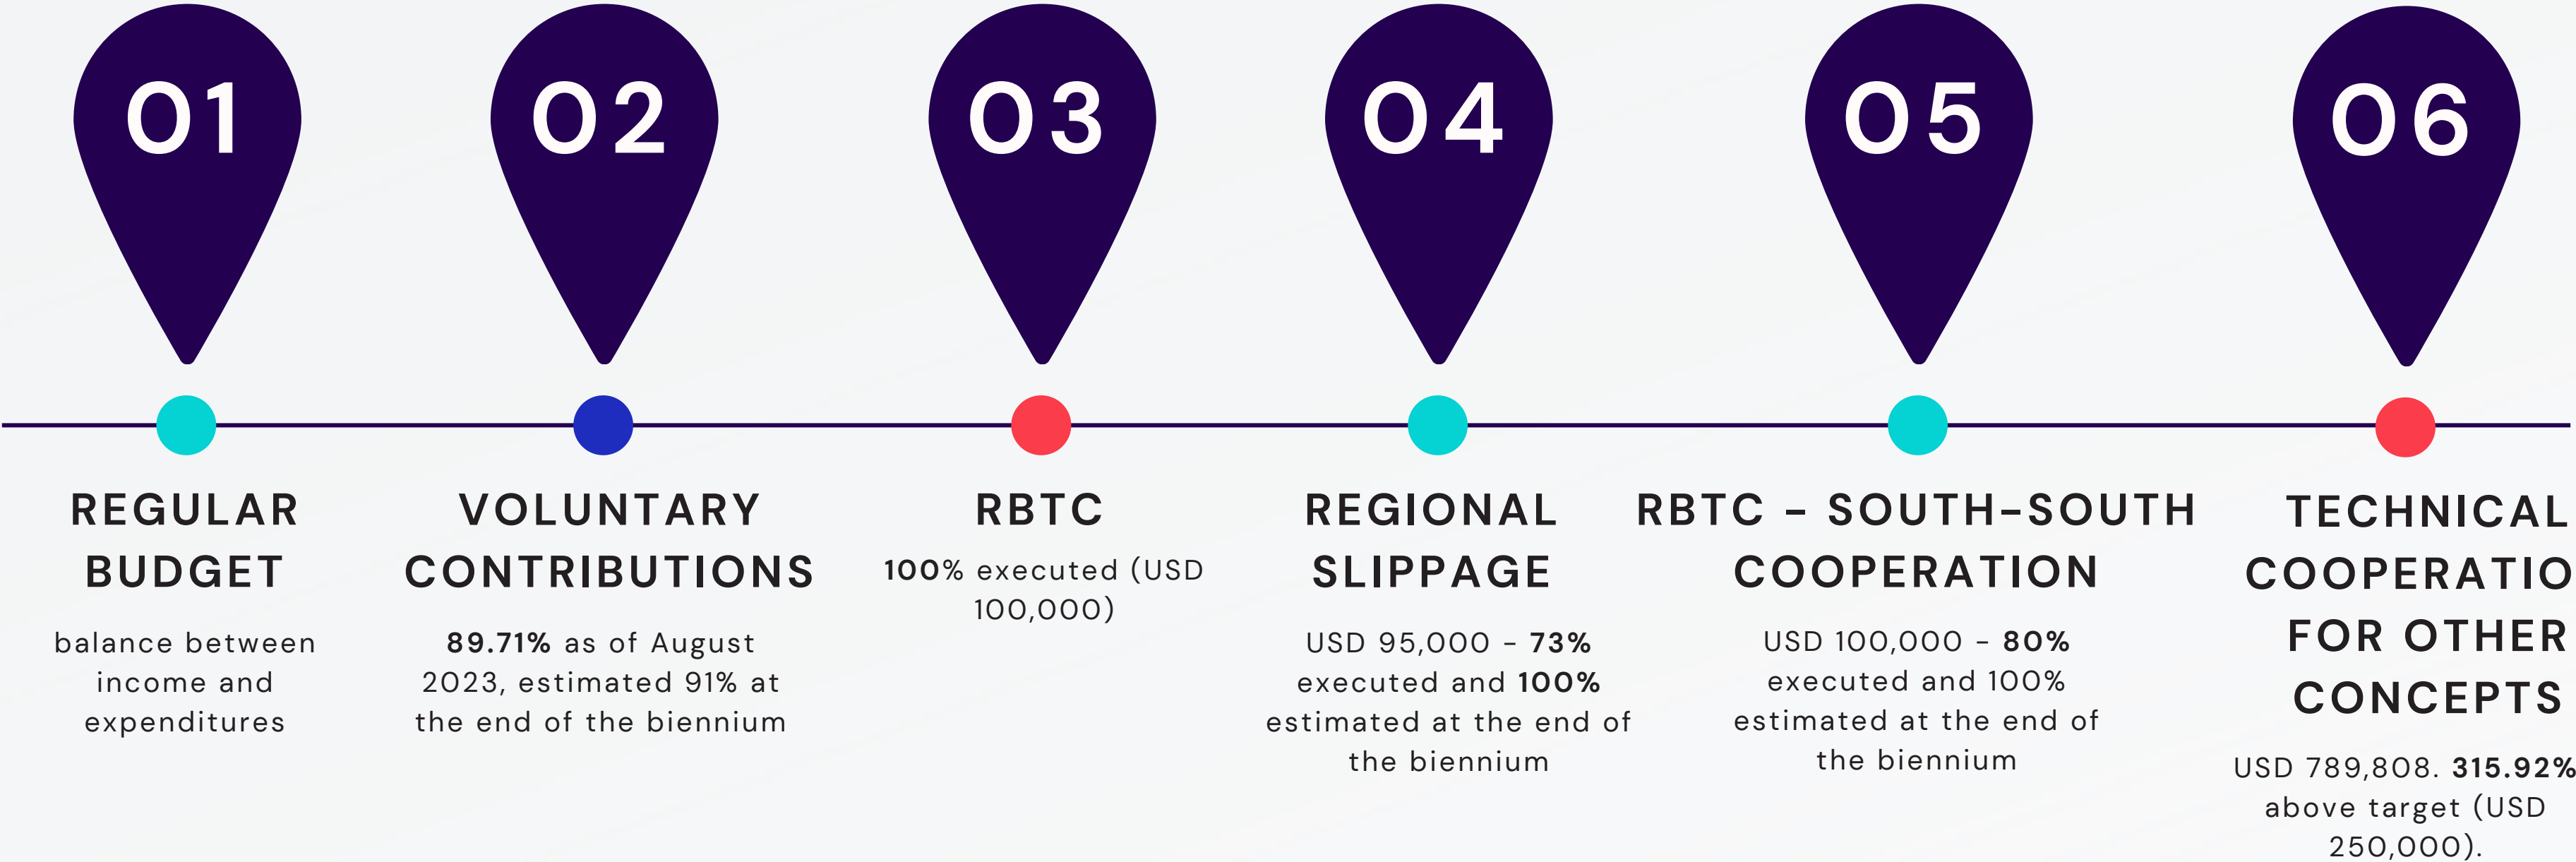 01
REGULAR
BUDGET
balance between
income and
expenditures
02
VOLUNTARY
CONTRIBUTIONS
89.71% as of August
2023, estimated 91% at
the end of the biennium
03
RBTC
100% executed (USD
100,000)
04
REGIONAL
SLIPPAGE
USD 95,000 - 73%
executed and 100%
estimated at the end of
the biennium
05
RBTC - SOUTH-SOUTH
COOPERATION
USD 100,000 - 80%
executed and 100%
estimated at the end of
the biennium
06
TECHNICAL
COOPERATIO
FOR OTHER
CONCEPTS
USD 789,808. 315.92%
above target (USD
250,000).